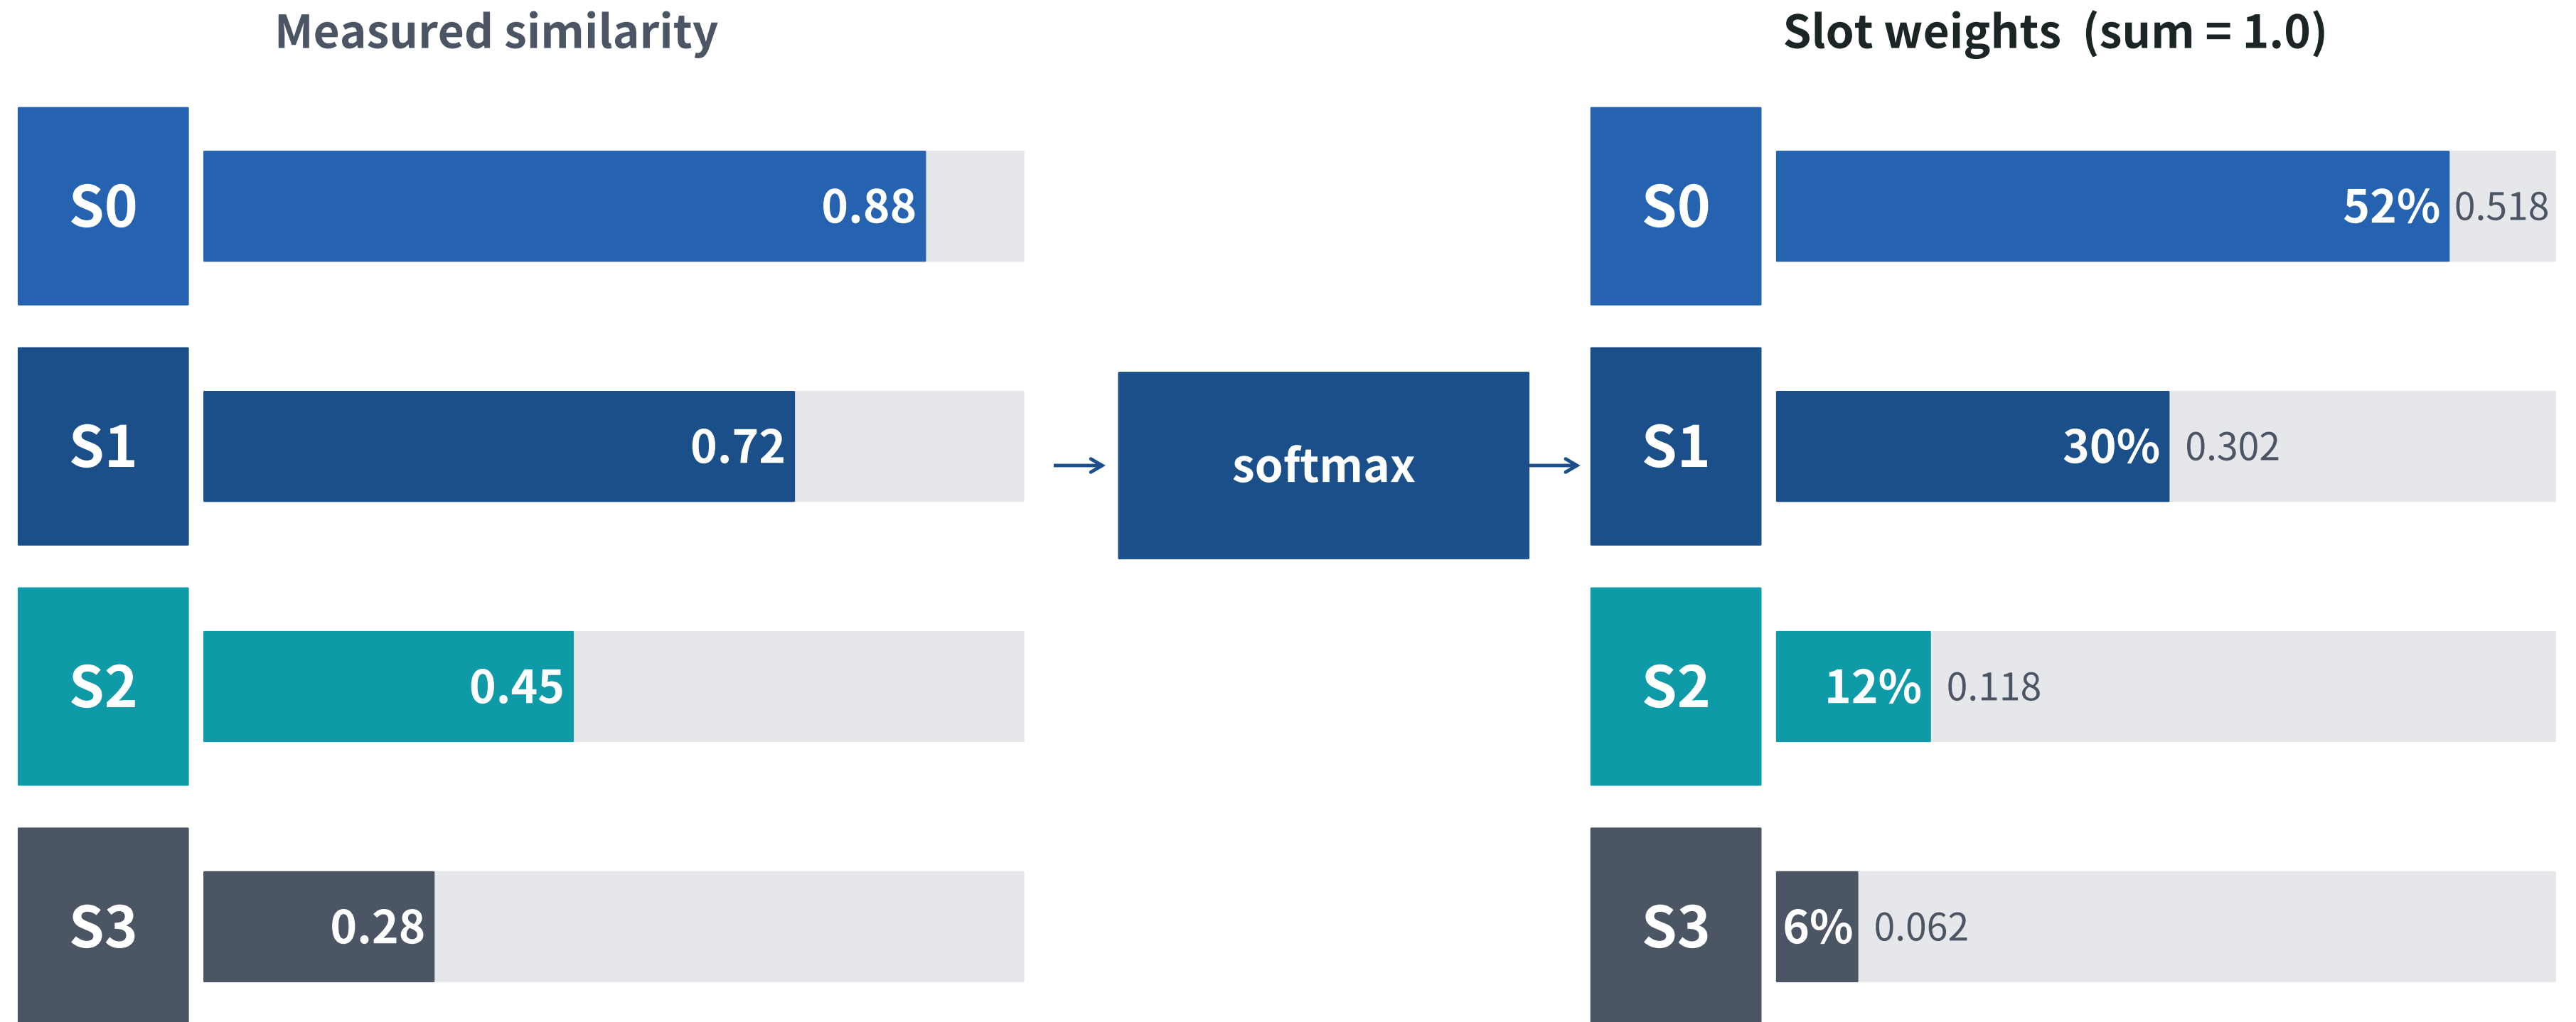 Measured similarity
S0
0.88
S1
0.72
S2
0.45
S3
0.28
softmax
Slot weights (sum = 1.0)
S0
52% 0.518
S1
30% 0.302
S2
12% 0.118
S3
6% 0.062